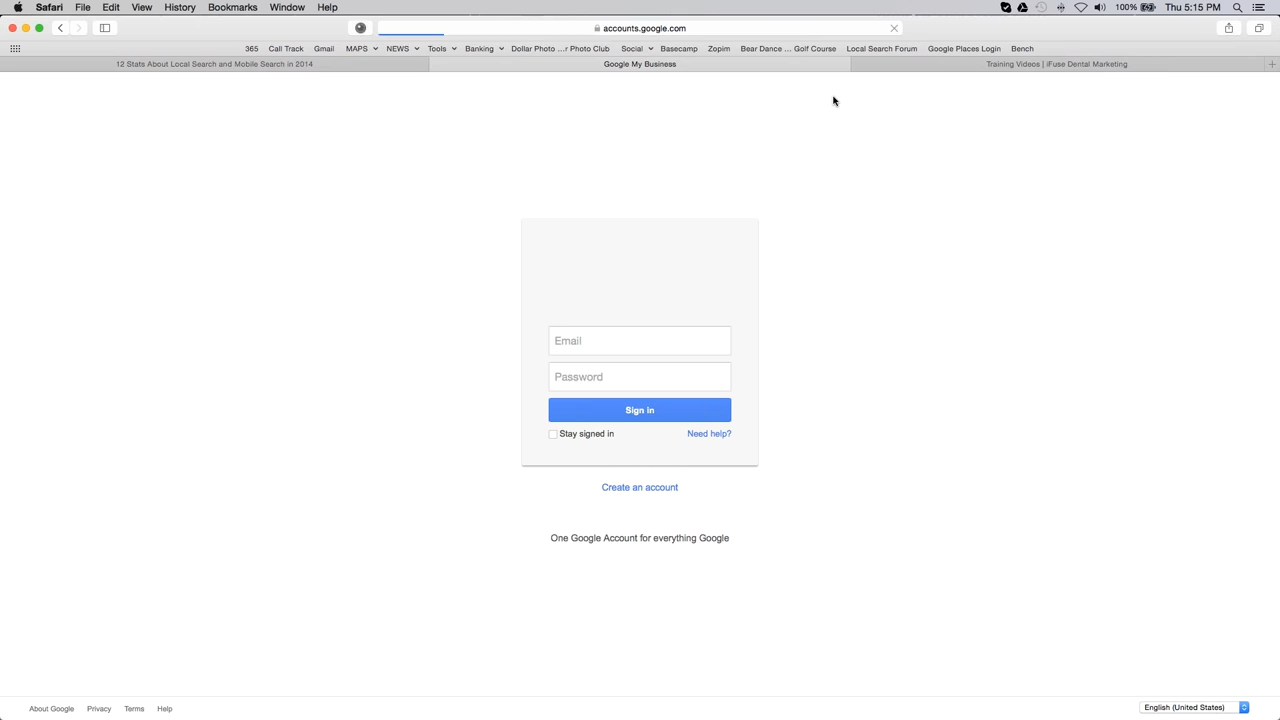 Safari File Edit View History Bookmarks Window Help 100% Thu 5:15 PM
accounts.google.com
365 Call Track Gmail MAPS NEWS Tools Banking Dollar Photo ...r Photo Club Social Basecamp Zopim Bear Dance ... Golf Course Local Search Forum Google Places Login Bench
12 Stats About Local Search and Mobile Search in 2014 Google My Business Training Videos | iFuse Dental Marketing
Email
Password
Sign in
Stay signed in Need help?
Create an account
One Google Account for everything Google
About Google Privacy Terms Help English (United States)